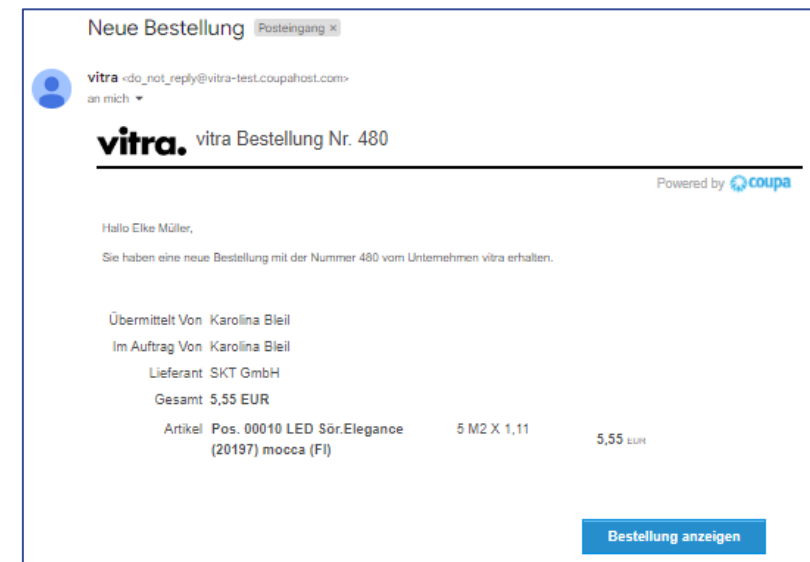 Neue Bestellung Posteingang ×
vitra <do_not_reply@vitra-test.coupahost.com>
an mich
vitra. vitra Bestellung Nr. 480
Powered by coupa
Hallo Elke Müller,
Sie haben eine neue Bestellung mit der Nummer 480 vom Unternehmen vitra erhalten.
Übermittelt Von Karolina Bleil
Im Auftrag Von Karolina Bleil
Lieferant SKT GmbH
Gesamt 5,55 EUR
Artikel Pos. 00010 LED Sör.Elegance 5 M2 X 1,11 5,55 EUR
(20197) mocca (FI)
Bestellung anzeigen